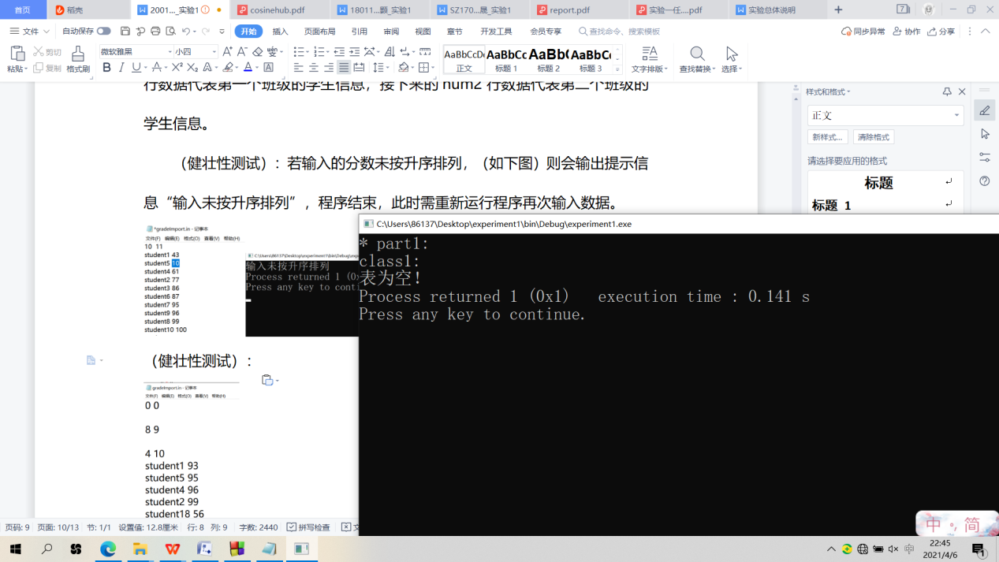 首页 稻壳 2001..._实验1 cosinehub.pdf 18011...颗_实验1 SZ170...晟_实验1 report.pdf 实验一任....pdf 实验总体说明 7
文件 自动保存 开始 插入 页面布局 引用 审阅 视图 章节 开发工具 会员专享 查找命令、搜索模板 同步异常 协作 分享
剪切 微软雅黑 小四
粘贴 复制 格式刷 B I U
AaBbCcDd AaBbCc AaBb( AaBbC
正文 标题 1 标题 2 标题 3 文字排版 查找替换 选择
行数据代表第一个班级的学生信息，接下来的 num2 行数据代表第二个班级的
学生信息。
（健壮性测试）：若输入的分数未按升序排列，（如下图）则会输出提示信
息“输入未按升序排列”，程序结束，此时需重新运行程序再次输入数据。
*gradeImport.in - 记事本
文件(F) 编辑(E) 格式(O) 查看(V) 帮助(H)
10 11
student1 43
student5 10
student4 61
student2 77
student3 86
student6 87
student7 95
student9 96
student8 99
student10 100
C:\Users\86137\Desktop\experiment1\bin\Debug\exp
输入未按升序排列
Process returned 1 (0x
Press any key to conti
（健壮性测试）：
gradeImport.in - 记事本
文件(F) 编辑(E) 格式(O) 查看(V) 帮助(H)
0 0
8 9
4 10
student1 93
student5 95
student4 96
student2 99
student18 56
C:\Users\86137\Desktop\experiment1\bin\Debug\experiment1.exe
* part1:
class1:
表为空!
Process returned 1 (0x1) execution time : 0.141 s
Press any key to continue.
样式和格式
正文
新样式... 清除格式
请选择要应用的格式
标题
标题 1
页码: 9 页面: 10/13 节: 1/1 设置值: 12.8厘米 行: 8 列: 9 字数: 2440 拼写检查 文
中 简
22:45
2021/4/6
中
1